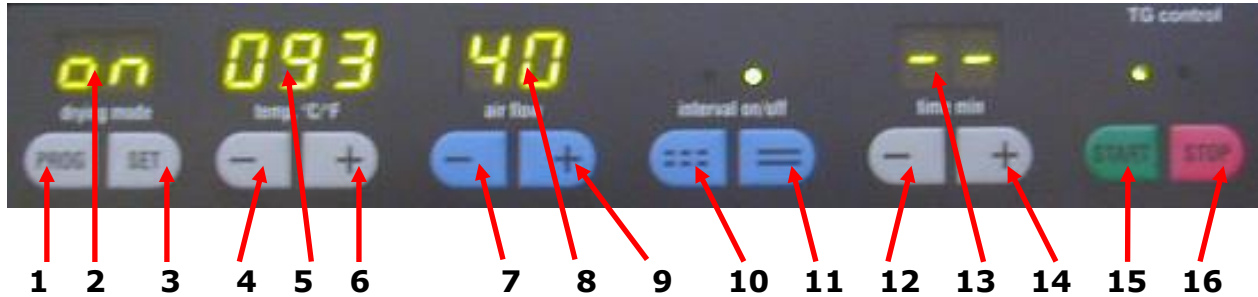 TG control
on 093 40 --
drying mode temp. °C/°F air flow interval on/off time min
PROG SET − + − + − + START STOP
1 2 3 4 5 6 7 8 9 10 11 12 13 14 15 16